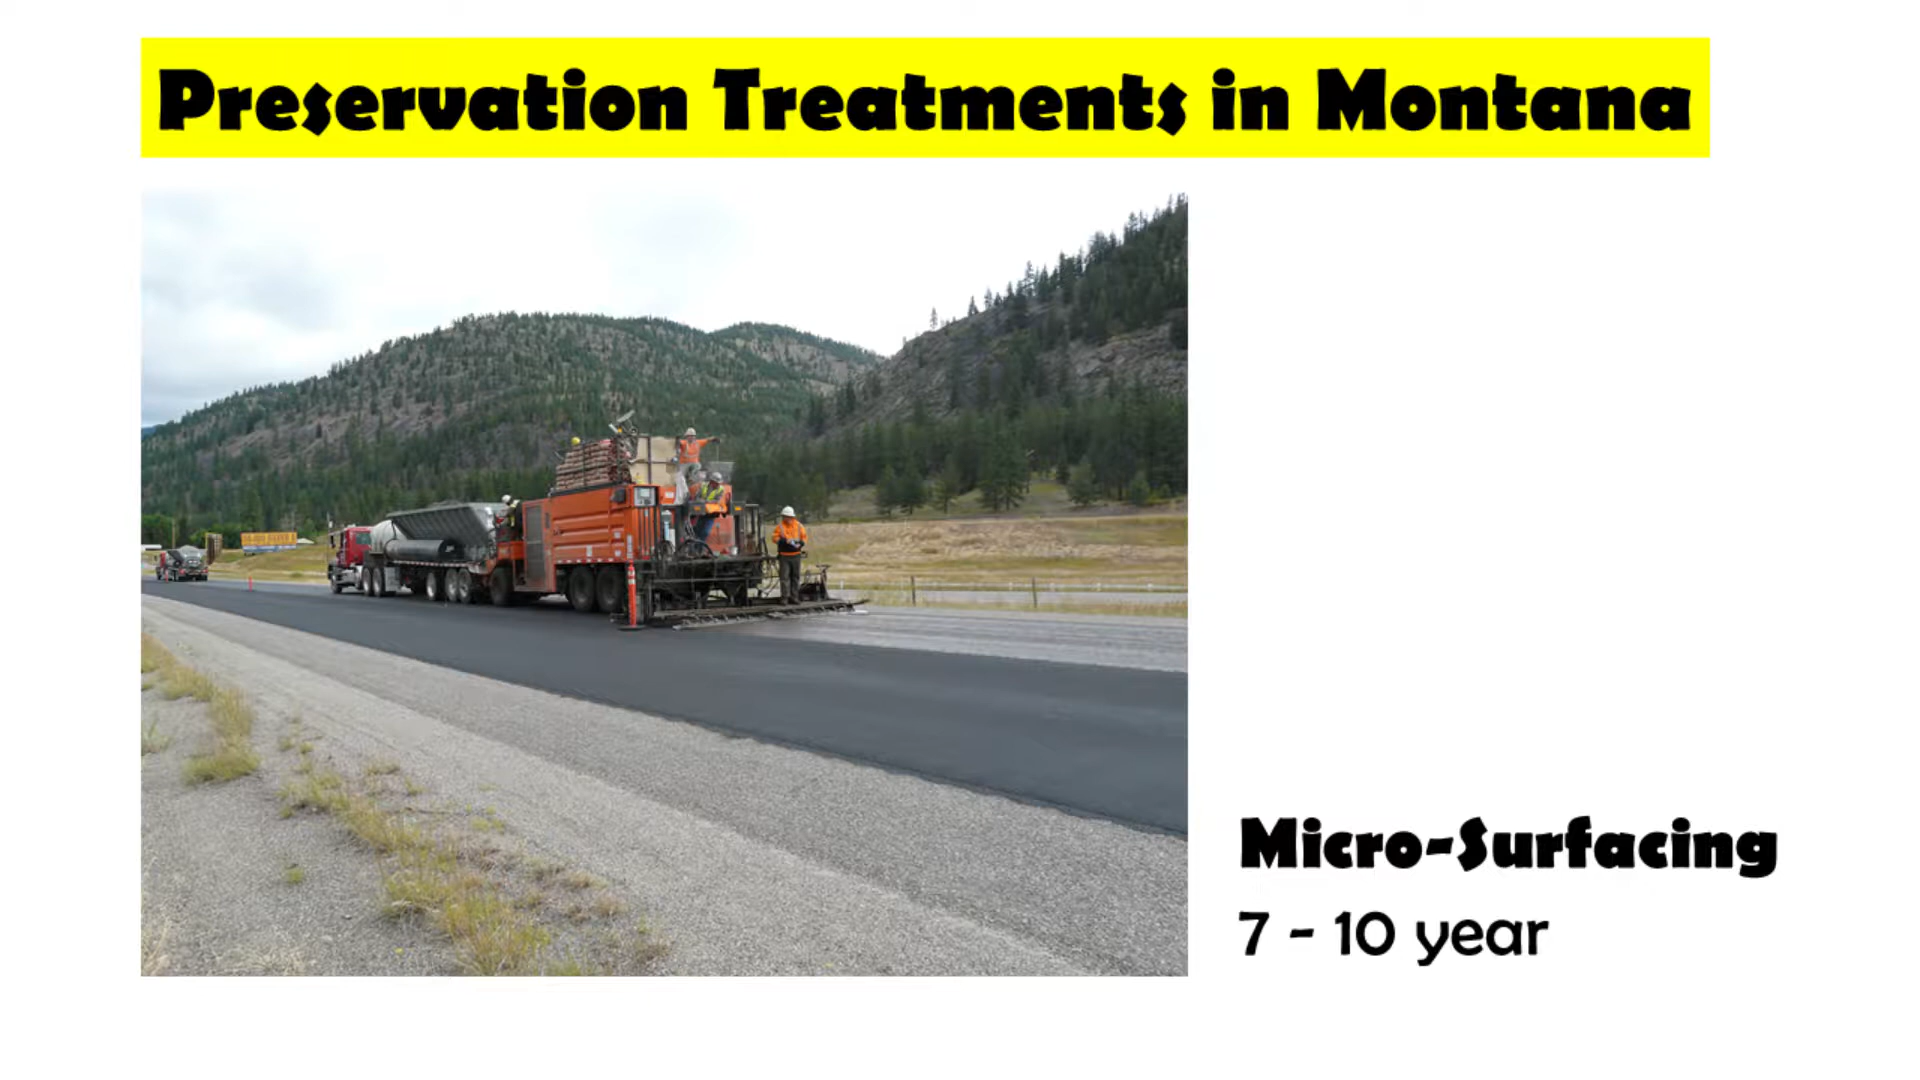 Preservation Treatments in Montana
Micro-Surfacing
7 - 10 year